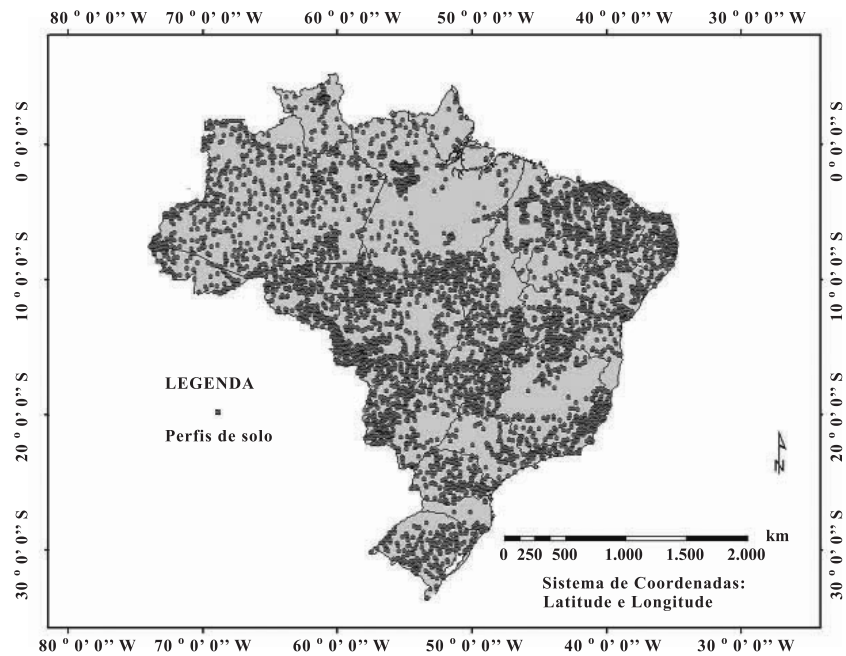 80 ° 0' 0’’ W 70 ° 0' 0’’ W 60 ° 0' 0’’ W 50 ° 0' 0’’ W 40 ° 0' 0’’ W 30 ° 0' 0’’ W
0 ° 0' 0’’ S
0 ° 0' 0’’ S
10 ° 0' 0’’ S
10 ° 0' 0’’ S
LEGENDA
Perfis de solo
20 ° 0' 0’’ S
20 ° 0' 0’’ S
N
km
0 250 500 1.000 1.500 2.000
30 ° 0' 0’’ S
30 ° 0' 0’’ S
Sistema de Coordenadas:
Latitude e Longitude
80 ° 0' 0’’ W 70 ° 0' 0’’ W 60 ° 0' 0’’ W 50 ° 0' 0’’ W 40 ° 0' 0’’ W 30 ° 0' 0’’ W